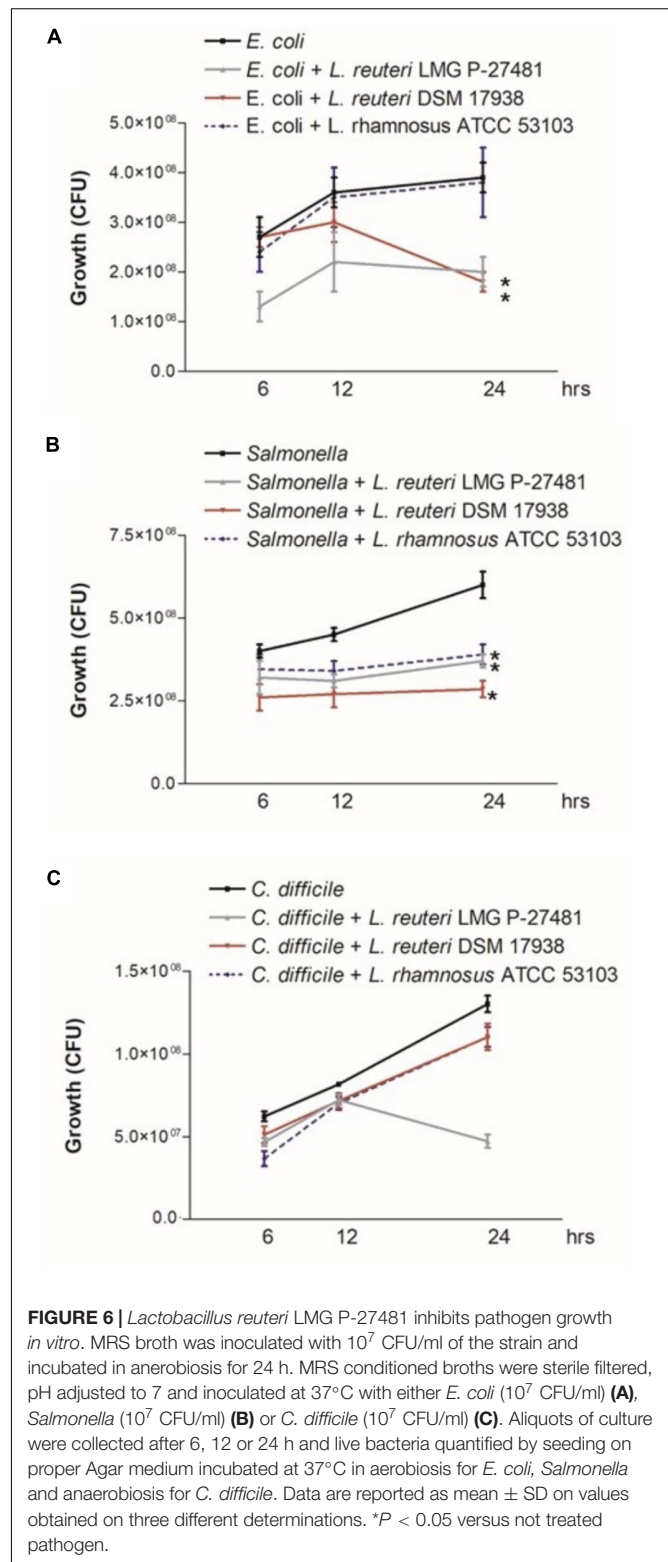 A
E. coli
E. coli + L. reuteri LMG P-27481
E. coli + L. reuteri DSM 17938
E. coli + L. rhamnosus ATCC 53103
Growth (CFU)
5.0×10⁰⁸
4.0×10⁰⁸
3.0×10⁰⁸
2.0×10⁰⁸
1.0×10⁰⁸
0.0
*
*
6 12 24 hrs
B
Salmonella
Salmonella + L. reuteri LMG P-27481
Salmonella + L. reuteri DSM 17938
Salmonella + L. rhamnosus ATCC 53103
Growth (CFU)
7.5×10⁰⁸
5.0×10⁰⁸
2.5×10⁰⁸
0.0
*
*
*
6 12 24 hrs
C
C. difficile
C. difficile + L. reuteri LMG P-27481
C. difficile + L. reuteri DSM 17938
C. difficile + L. rhamnosus ATCC 53103
Growth (CFU)
1.5×10⁰⁸
1.0×10⁰⁸
5.0×10⁰⁷
0.0
6 12 24 hrs
FIGURE 6 | Lactobacillus reuteri LMG P-27481 inhibits pathogen growth
in vitro. MRS broth was inoculated with 10⁷ CFU/ml of the strain and
incubated in anerobiosis for 24 h. MRS conditioned broths were sterile filtered,
pH adjusted to 7 and inoculated at 37°C with either E. coli (10⁷ CFU/ml) (A),
Salmonella (10⁷ CFU/ml) (B) or C. difficile (10⁷ CFU/ml) (C). Aliquots of culture
were collected after 6, 12 or 24 h and live bacteria quantified by seeding on
proper Agar medium incubated at 37°C in aerobiosis for E. coli, Salmonella
and anaerobiosis for C. difficile. Data are reported as mean ± SD on values
obtained on three different determinations. *P < 0.05 versus not treated
pathogen.